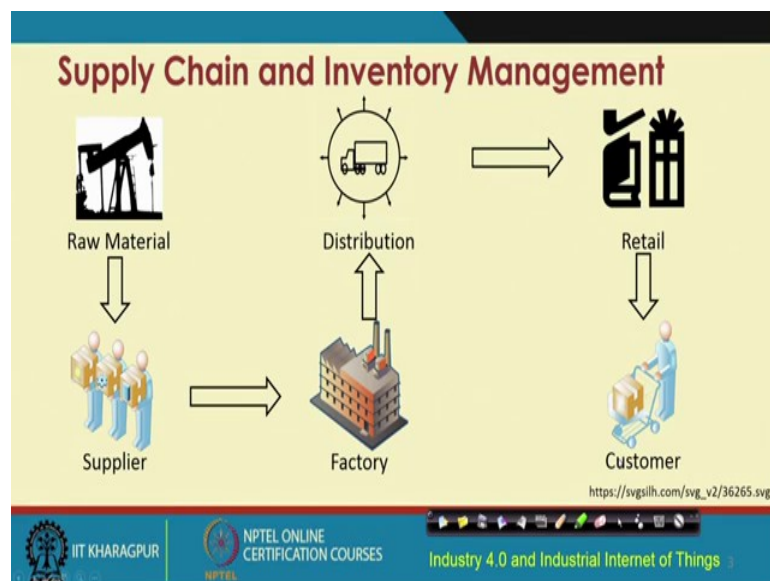 Supply Chain and Inventory Management
Raw Material
Distribution
Retail
Supplier
Factory
Customer
https://svgsilh.com/svg_v2/36265.svg
IIT KHARAGPUR
NPTEL
NPTEL ONLINE
CERTIFICATION COURSES
Industry 4.0 and Industrial Internet of Things
3